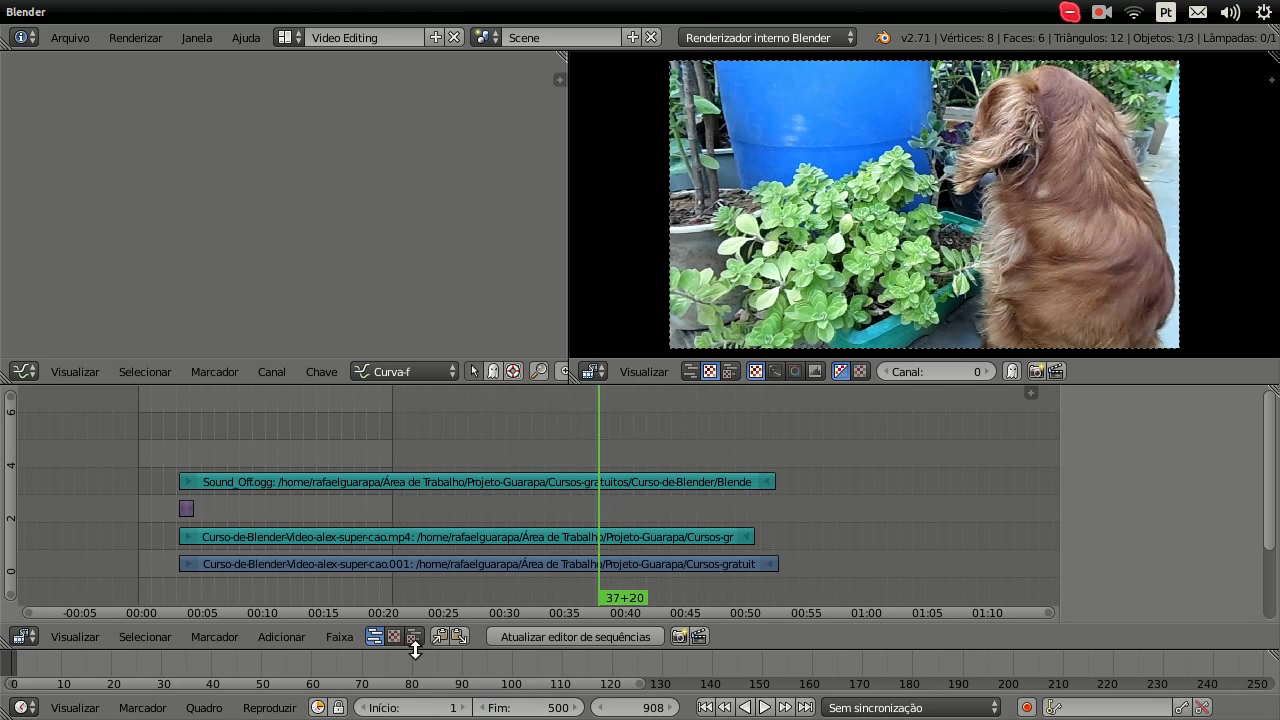 Blender
Pt
Arquivo Renderizar Janela Ajuda Video Editing Scene Renderizador interno Blender v2.71 | Vértices: 8 | Faces: 6 | Triângulos: 12 | Objetos: 1/3 | Lâmpadas: 0/1
Visualizar Selecionar Marcador Canal Chave Curva-f Visualizar Canal: 0
6
4
Sound_Off.ogg: /home/rafaelguarapa/Área de Trabalho/Projeto-Guarapa/Cursos-gratuitos/Curso-de-Blender/Blende
2
Curso-de-Blender-Video-alex-super-cao.mp4: /home/rafaelguarapa/Área de Trabalho/Projeto-Guarapa/Cursos-gr
0
Curso-de-Blender-Video-alex-super-cao.001: /home/rafaelguarapa/Área de Trabalho/Projeto-Guarapa/Cursos-gratuit
37+20
-00:05 00:00 00:05 00:10 00:15 00:20 00:25 00:30 00:35 00:40 00:45 00:50 00:55 01:00 01:05 01:10
Visualizar Selecionar Marcador Adicionar Faixa Atualizar editor de sequências
0 10 20 30 40 50 60 70 80 90 100 110 120 130 140 150 160 170 180 190 200 210 220 230 240 250
Visualizar Marcador Quadro Reproduzir Início: 1 Fim: 500 908 Sem sincronização